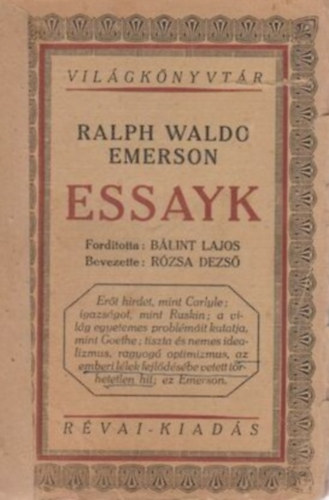 VILÁGKÖNYVTÁR
RALPH WALDO
EMERSON
ESSAYK
Fordította: BÁLINT LAJOS
Bevezette: RÓZSA DEZSŐ
Erőt hirdet, mint Carlyle;
igazságot, mint Ruskin; a vi-
lág egyetemes problémáit kutatja,
mint Goethe; tiszta és nemes idea-
lizmus, ragyogó optimizmus, az
emberi lélek fejlődésébe vetett tör-
hetetlen hit: ez Emerson.
RÉVAI-KIADÁS